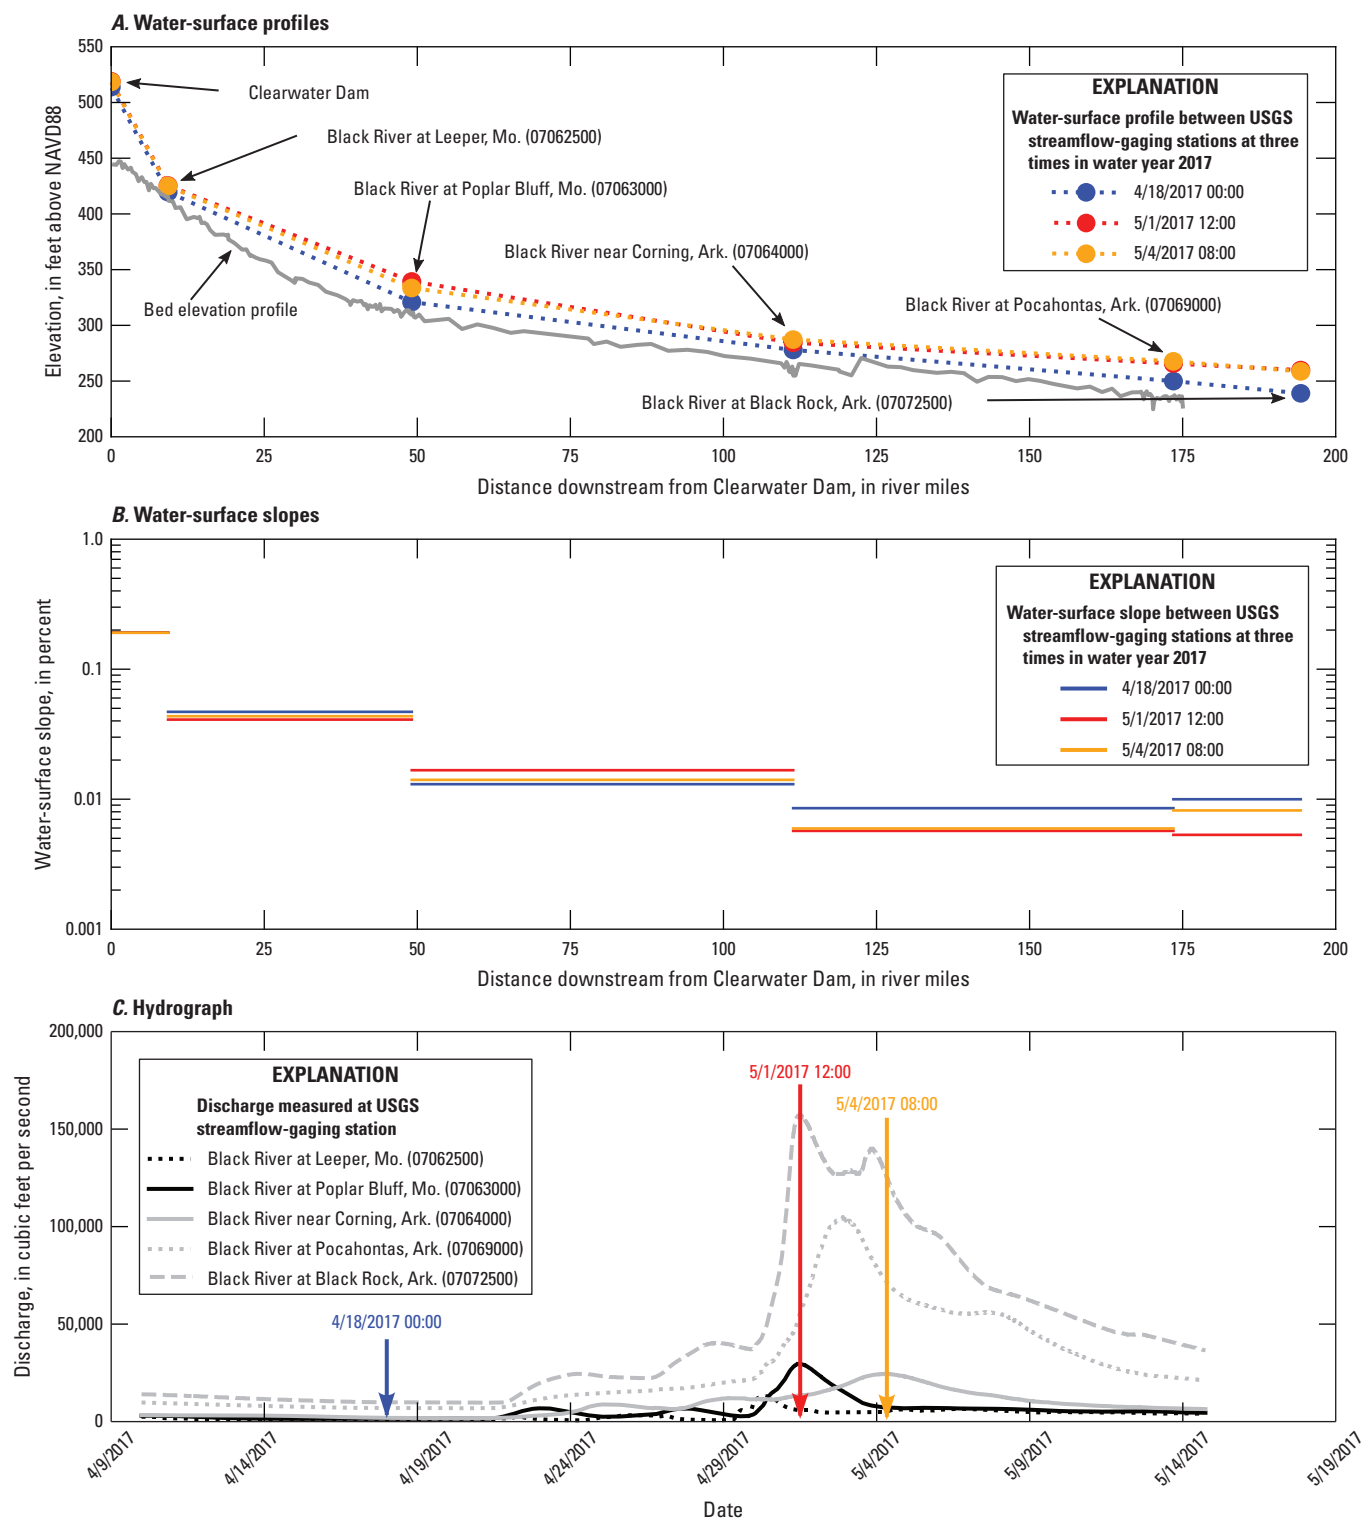 A. Water-surface profiles
550
500
450
400
350
300
250
200
Elevation, in feet above NAVD88
Clearwater Dam
Black River at Leeper, Mo. (07062500)
Black River at Poplar Bluff, Mo. (07063000)
Black River near Corning, Ark. (07064000)
Black River at Pocahontas, Ark. (07069000)
Bed elevation profile
Black River at Black Rock, Ark. (07072500)
EXPLANATION
Water-surface profile between USGS
streamflow-gaging stations at three
times in water year 2017
4/18/2017 00:00
5/1/2017 12:00
5/4/2017 08:00
0 25 50 75 100 125 150 175 200
Distance downstream from Clearwater Dam, in river miles
B. Water-surface slopes
1.0
0.1
0.01
0.001
Water-surface slope, in percent
EXPLANATION
Water-surface slope between USGS
streamflow-gaging stations at three
times in water year 2017
4/18/2017 00:00
5/1/2017 12:00
5/4/2017 08:00
0 25 50 75 100 125 150 175 200
Distance downstream from Clearwater Dam, in river miles
C. Hydrograph
200,000
150,000
100,000
50,000
0
Discharge, in cubic feet per second
EXPLANATION
Discharge measured at USGS
streamflow-gaging station
Black River at Leeper, Mo. (07062500)
Black River at Poplar Bluff, Mo. (07063000)
Black River near Corning, Ark. (07064000)
Black River at Pocahontas, Ark. (07069000)
Black River at Black Rock, Ark. (07072500)
4/18/2017 00:00
5/1/2017 12:00
5/4/2017 08:00
4/9/2017 4/14/2017 4/19/2017 4/24/2017 4/29/2017 5/4/2017 5/9/2017 5/14/2017 5/19/2017
Date